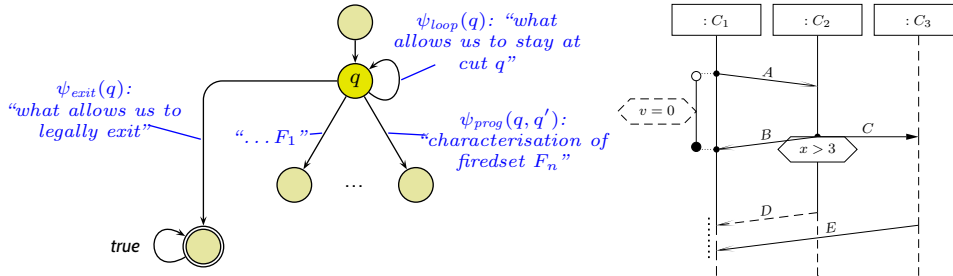 ψloop(q): “what
allows us to stay at
cut q”
q
ψexit(q):
“what allows us to
legally exit”
“... F1”
ψprog(q, q′):
“characterisation of
firedset Fn”
...
true
: C1
: C2
: C3
A
v = 0
B
C
x > 3
D
E